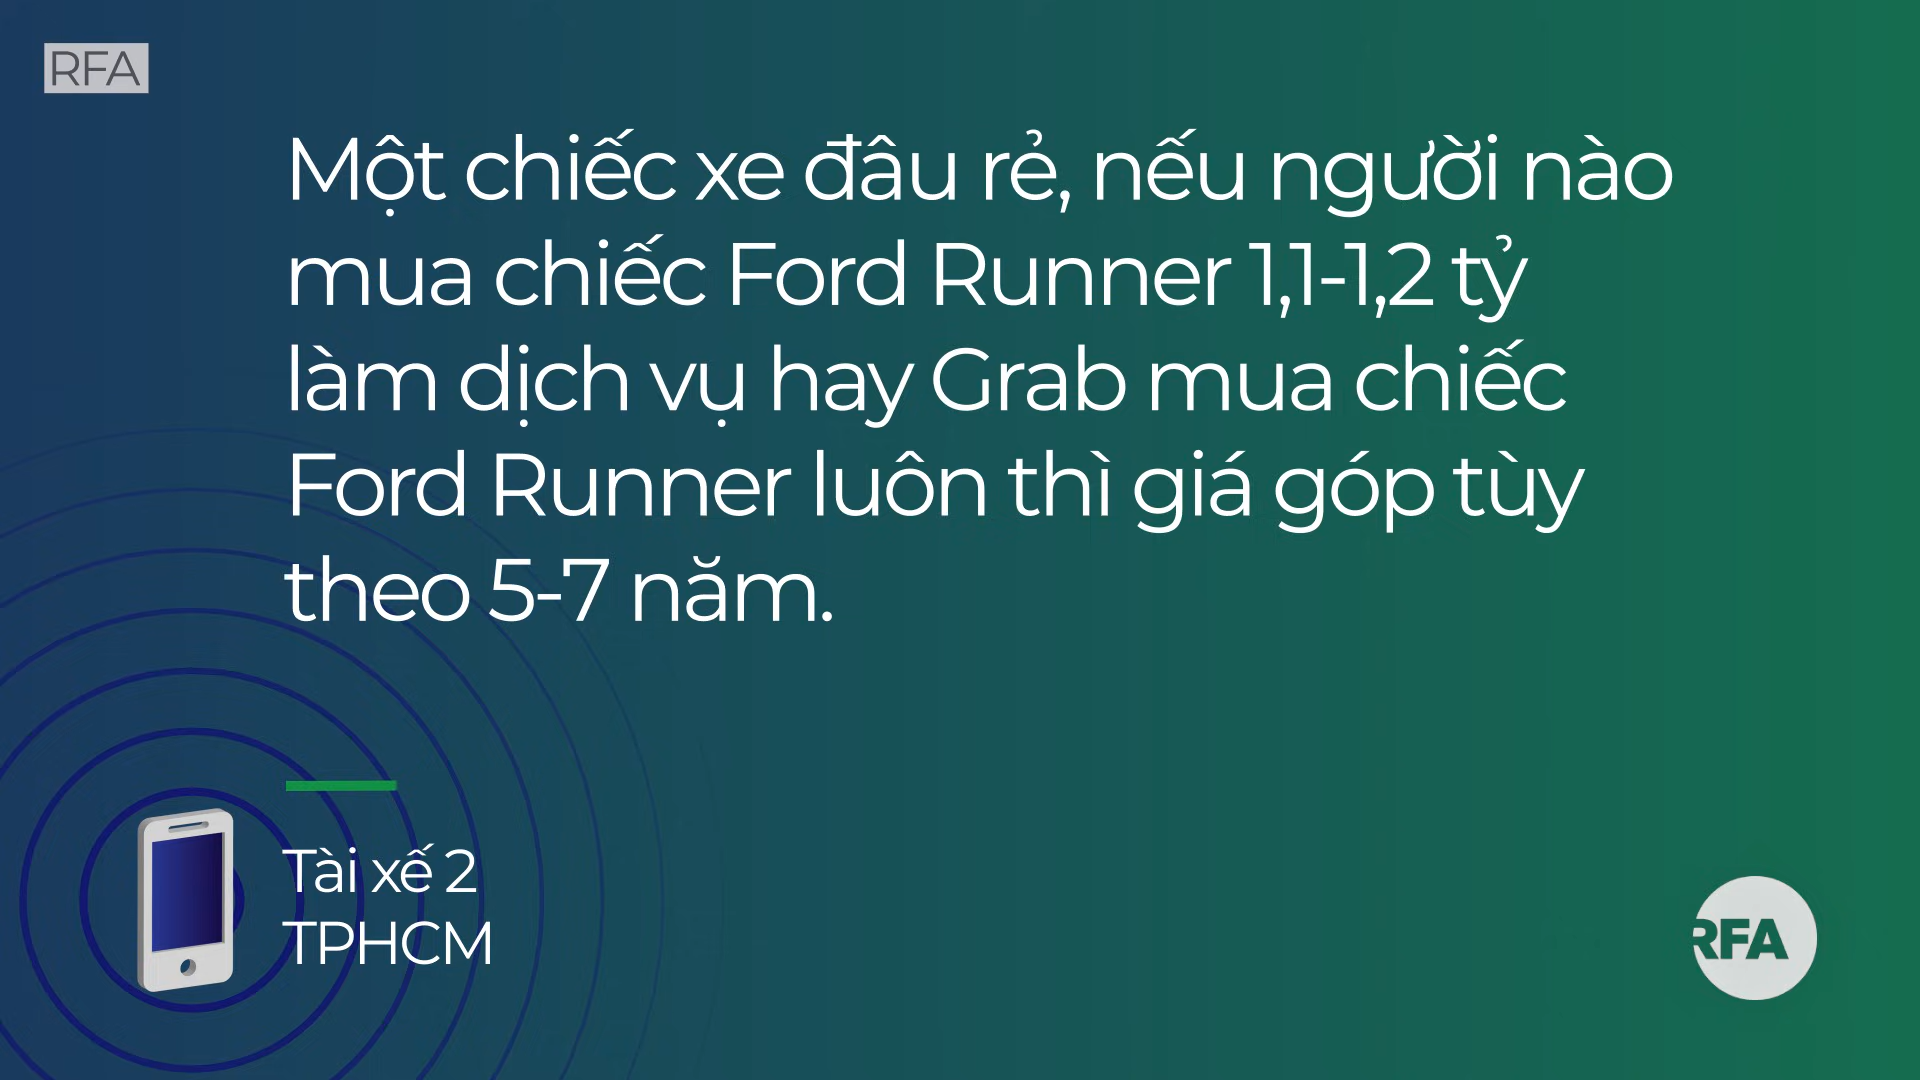 RFA
Một chiếc xe đâu rẻ, nếu người nào
mua chiếc Ford Runner 1,1-1,2 tỷ
làm dịch vụ hay Grab mua chiếc
Ford Runner luôn thì giá góp tùy
theo 5-7 năm.
Tài xế 2
TPHCM
RFA